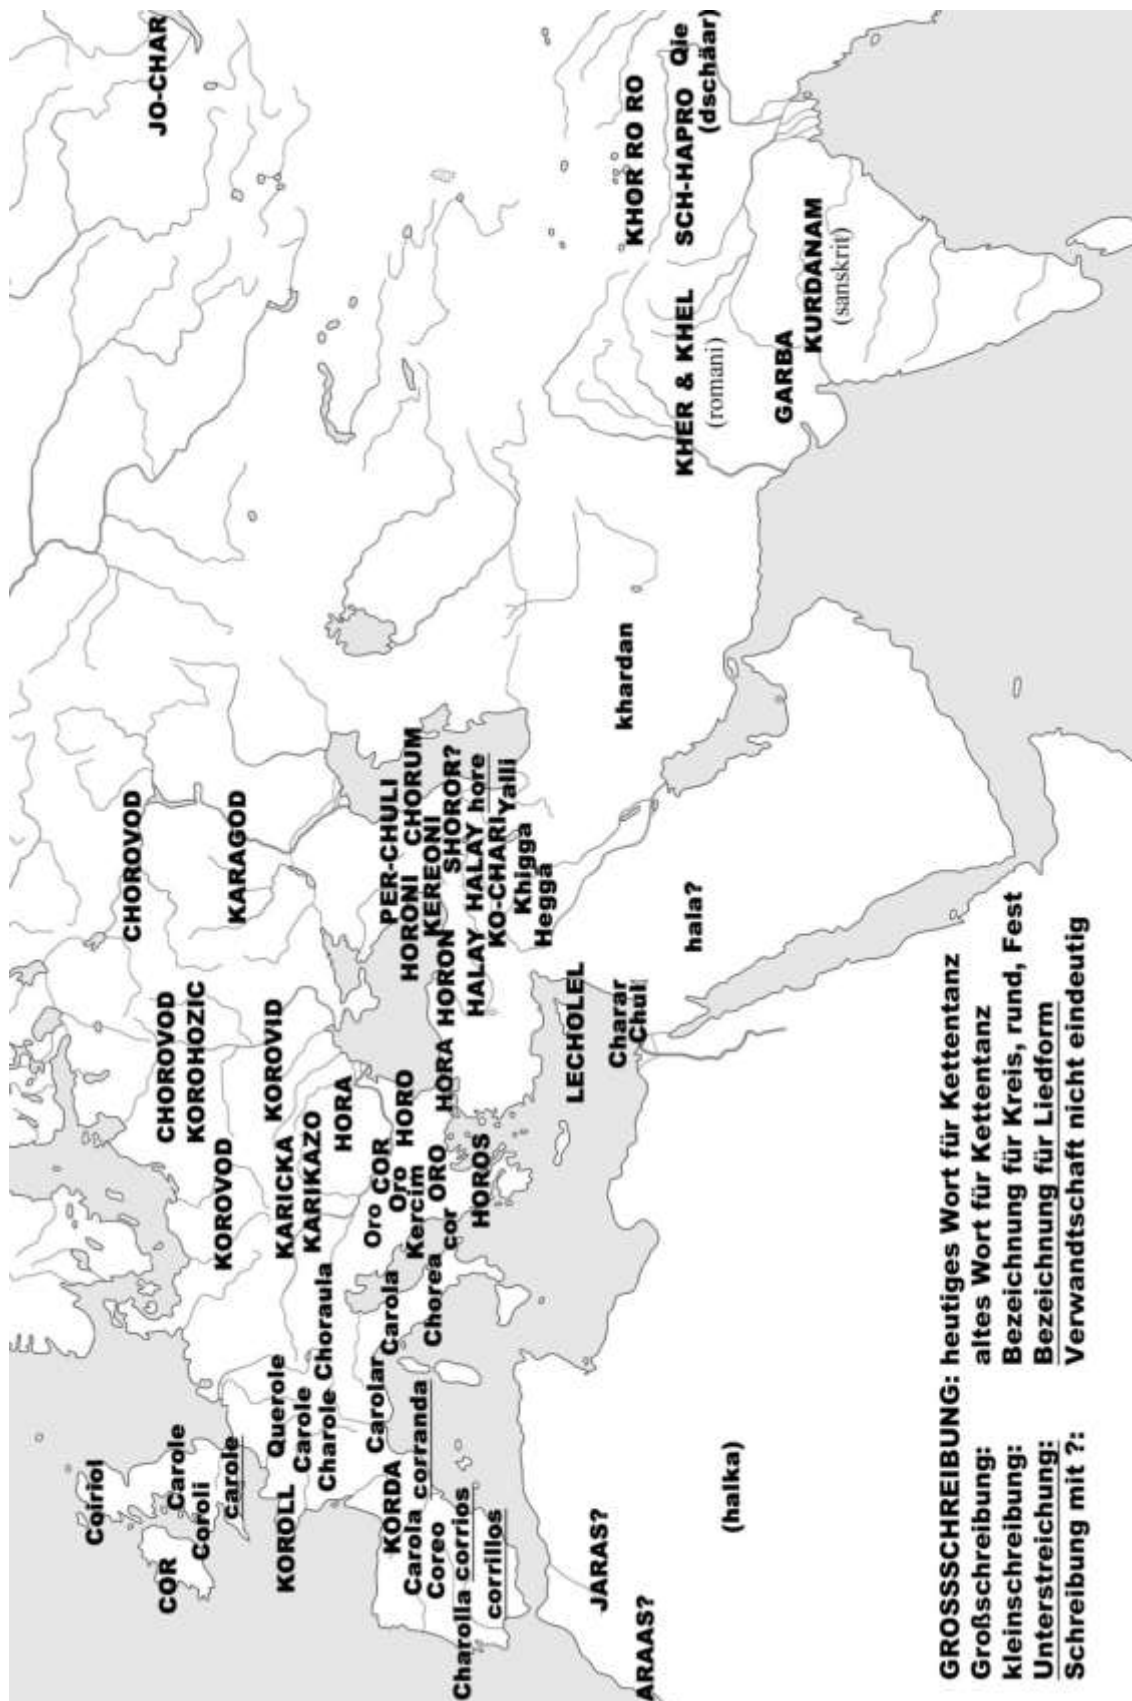 JO-CHAR
CHOROVOD
KARAGOD
CHOROVOD
KOROHOZIC
KOROVOD
KOROVID
KARICKA
KARIKAZO
HORA
Coiriol
COR
Carole
Coroli
carole
KOROLL
Querole
Carole
Charole
Choraula
Carolar
Carola
Chorea
corranda
KORDA
Carola
Coreo
Charolla
corrios
corrillos
Oro
COR
Oro
HORO
Kercim
cor
ORO
HOROS
PER-CHULI
HORONI
CHORUM
KEREONI
HORA
HORON
SHOROR?
HALAY
HALAY
hore
KO-CHARI
Yalli
Khigga
Hegga
LECHOLEL
Charar
Chul
hala?
khardan
KHOR RO RO
SCH-HAPRO
Qie
(dschäar)
KHER & KHEL
(romani)
GARBA
KURDANAM
(sanskrit)
JARAS?
ARAAS?
(halka)
GROSSSCHREIBUNG: heutiges Wort für Kettentanz
Großschreibung: altes Wort für Kettentanz
kleinschreibung: Bezeichnung für Kreis, rund, Fest
Unterstreichung: Bezeichnung für Liedform
Schreibung mit ?: Verwandtschaft nicht eindeutig